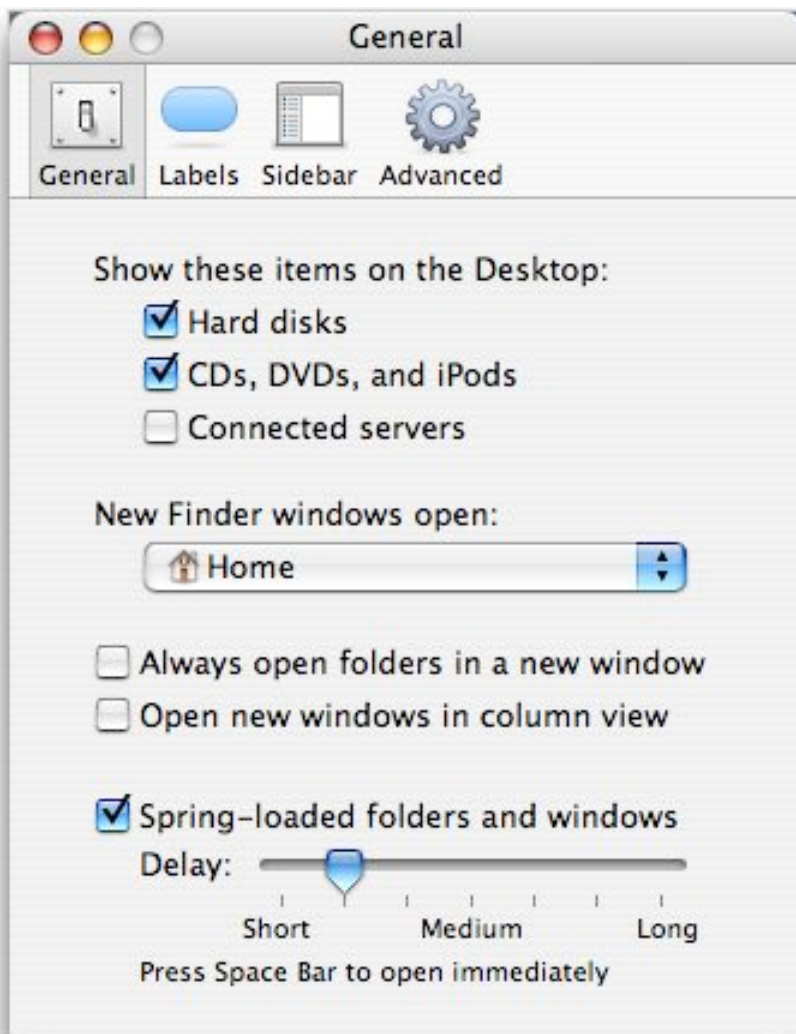 General
General Labels Sidebar Advanced
Show these items on the Desktop:
Hard disks
CDs, DVDs, and iPods
Connected servers
New Finder windows open:
Home
Always open folders in a new window
Open new windows in column view
Spring-loaded folders and windows
Delay:
Short Medium Long
Press Space Bar to open immediately